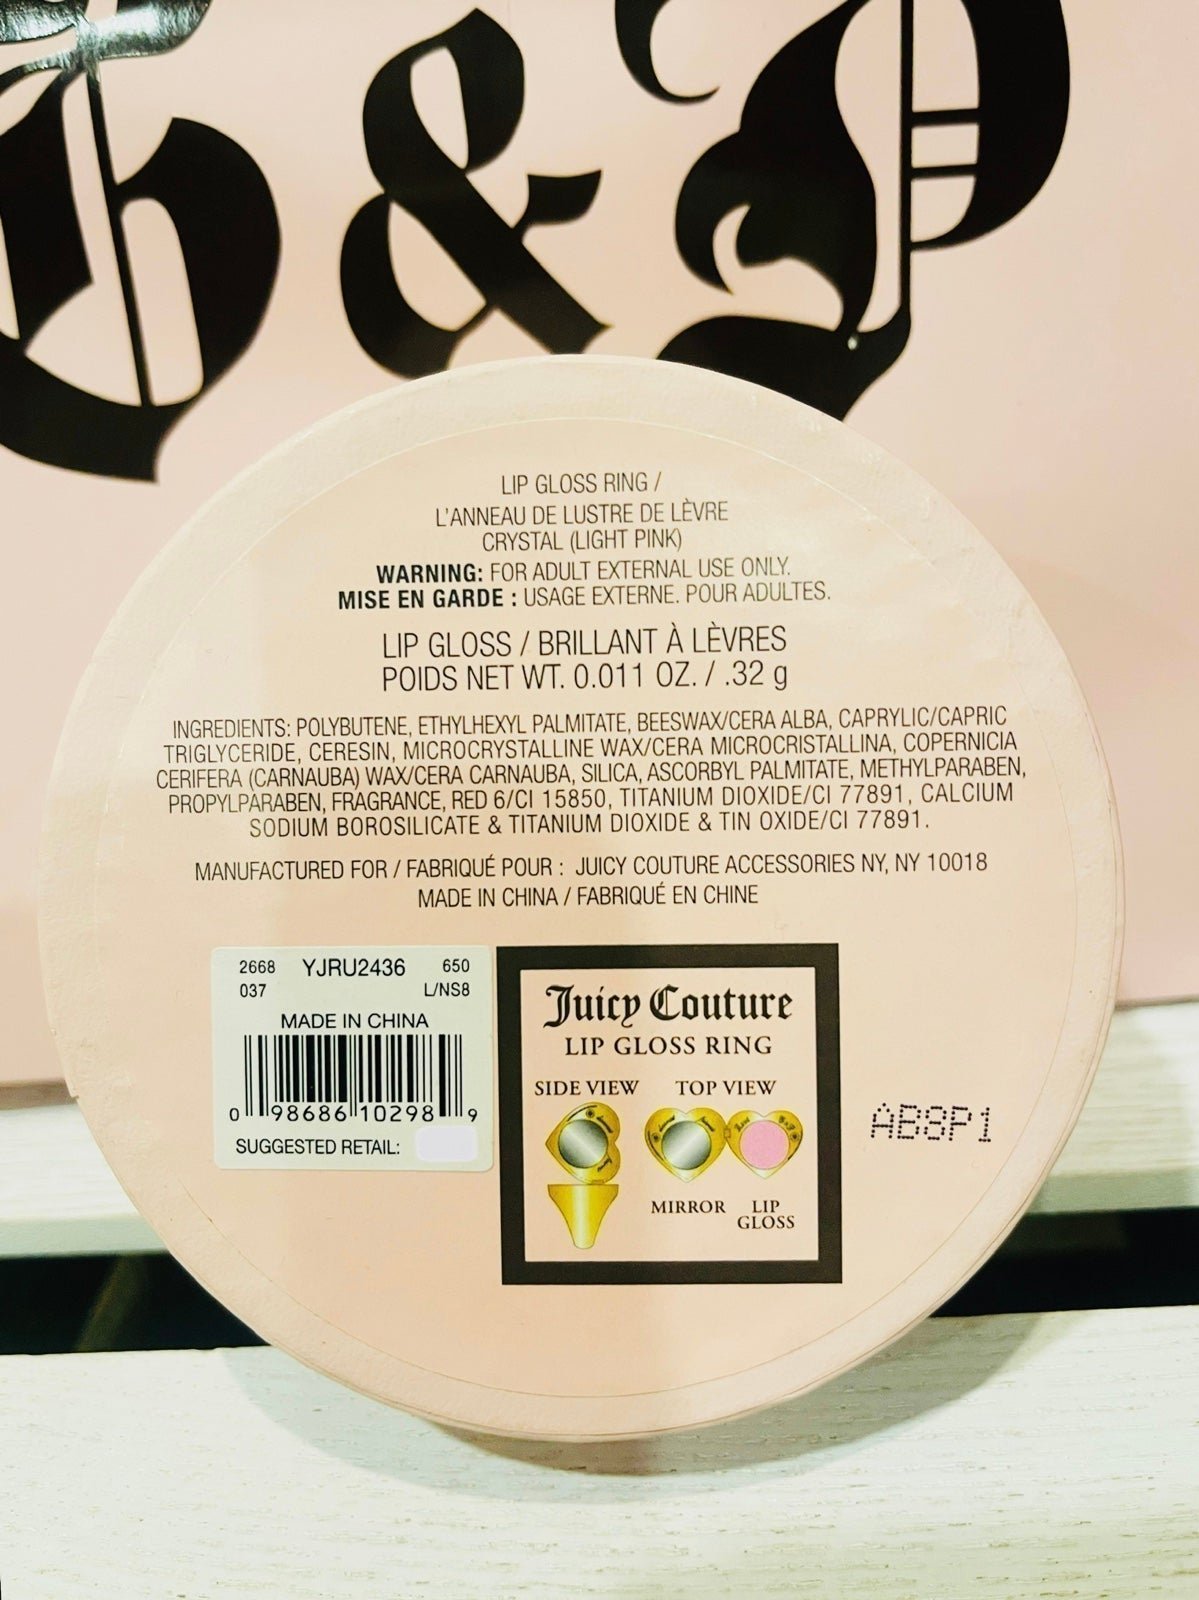 G&P
LIP GLOSS RING /
L'ANNEAU DE LUSTRE DE LÈVRE
CRYSTAL (LIGHT PINK)
WARNING: FOR ADULT EXTERNAL USE ONLY.
MISE EN GARDE : USAGE EXTERNE. POUR ADULTES.
LIP GLOSS / BRILLANT À LÈVRES
POIDS NET WT. 0.011 OZ. / .32 g
INGREDIENTS: POLYBUTENE, ETHYLHEXYL PALMITATE, BEESWAX/CERA ALBA, CAPRYLIC/CAPRIC
TRIGLYCERIDE, CERESIN, MICROCRYSTALLINE WAX/CERA MICROCRISTALLINA, COPERNICIA
CERIFERA (CARNAUBA) WAX/CERA CARNAUBA, SILICA, ASCORBYL PALMITATE, METHYLPARABEN,
PROPYLPARABEN, FRAGRANCE, RED 6/CI 15850, TITANIUM DIOXIDE/CI 77891, CALCIUM
SODIUM BOROSILICATE & TITANIUM DIOXIDE & TIN OXIDE/CI 77891.
MANUFACTURED FOR / FABRIQUÉ POUR : JUICY COUTURE ACCESSORIES NY, NY 10018
MADE IN CHINA / FABRIQUÉ EN CHINE
2668 YJRU2436 650
037 L/NS8
MADE IN CHINA
0 98686 10298 9
SUGGESTED RETAIL:
Juicy Couture
LIP GLOSS RING
SIDE VIEW TOP VIEW
MIRROR LIP
GLOSS
AB8P1